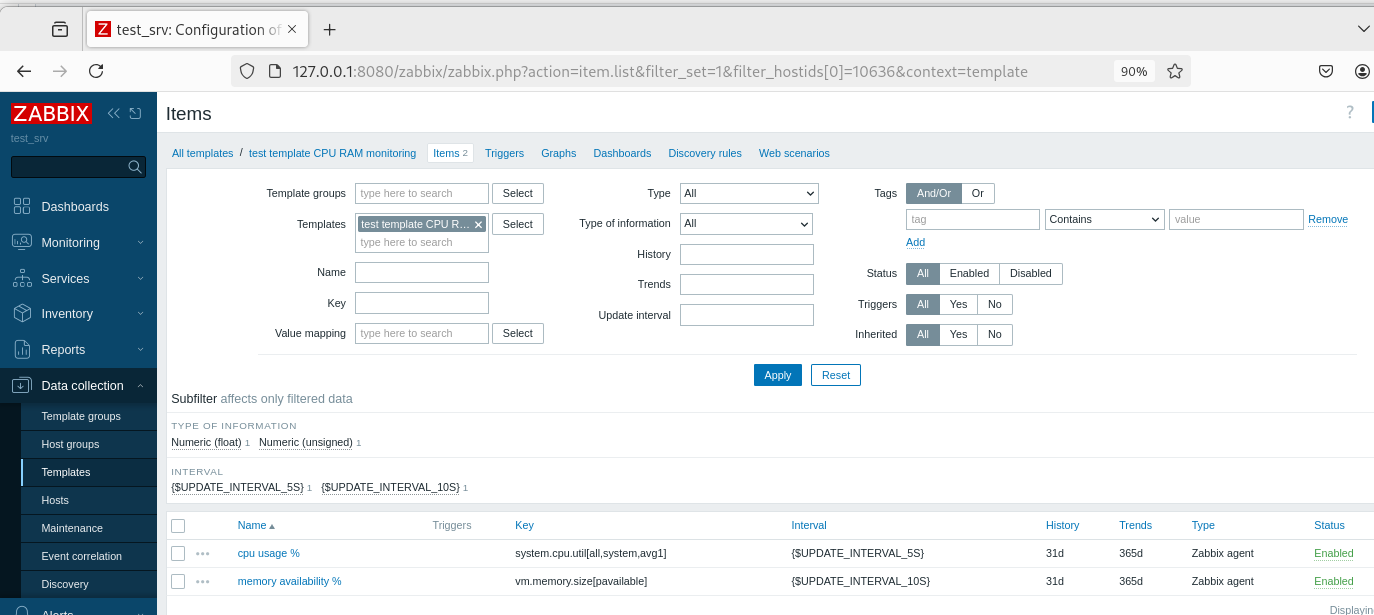 test_srv: Configuration of
127.0.0.1:8080/zabbix/zabbix.php?action=item.list&filter_set=1&filter_hostids[0]=10636&context=template 90%
ZABBIX
test_srv
Dashboards
Monitoring
Services
Inventory
Reports
Data collection
Template groups
Host groups
Templates
Hosts
Maintenance
Event correlation
Discovery
Alerts
Items ?
All templates / test template CPU RAM monitoring Items 2 Triggers Graphs Dashboards Discovery rules Web scenarios
Template groups type here to search Select
Templates test template CPU R... Select
type here to search
Name
Key
Value mapping type here to search Select
Type All
Type of information All
History
Trends
Update interval
Tags And/Or Or
tag Contains value Remove
Add
Status All Enabled Disabled
Triggers All Yes No
Inherited All Yes No
Apply Reset
Subfilter affects only filtered data
TYPE OF INFORMATION
Numeric (float) 1 Numeric (unsigned) 1
INTERVAL
{$UPDATE_INTERVAL_5S} 1 {$UPDATE_INTERVAL_10S} 1
Name Triggers Key Interval History Trends Type Status
cpu usage % system.cpu.util[all,system,avg1] {$UPDATE_INTERVAL_5S} 31d 365d Zabbix agent Enabled
memory availability % vm.memory.size[pavailable] {$UPDATE_INTERVAL_10S} 31d 365d Zabbix agent Enabled
Displayin